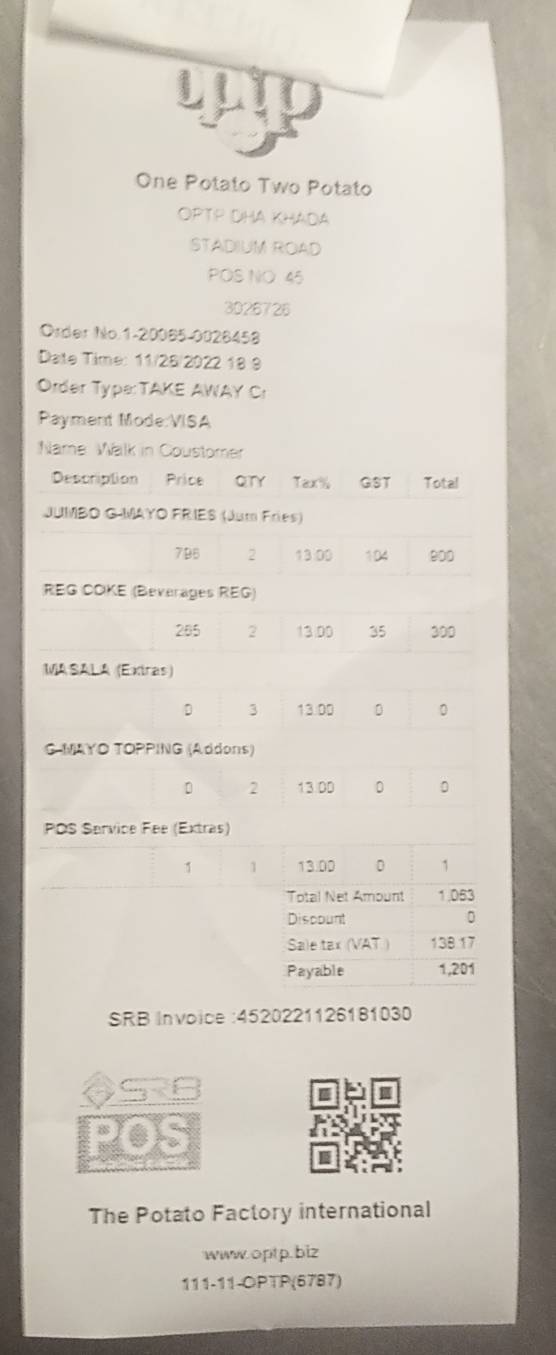 optp
One Potato Two Potato
OPTP DHA KHADA
STADIUM ROAD
POS NO 45
3026726
Order No.1-20065-0026458
Date Time: 11/26/2022 18 9
Order Type:TAKE AWAY Cr
Payment Mode:VISA
Name Walk in Coustomer
Description Price QTY Tax% GST Total
JUMBO G-MAYO FRIES (Jum Fries)
796 2 13.00 104 900
REG COKE (Beverages REG)
265 2 13.00 35 300
MASALA (Extras)
0 3 13.00 0 0
G-MAYO TOPPING (Addons)
0 2 13.00 0 0
POS Service Fee (Extras)
1 1 13.00 0 1
Total Net Amount 1,063
Discount 0
Sale tax (VAT ) 138.17
Payable 1,201
SRB Invoice :4520221126181030
SRB
POS
The Potato Factory international
www.optp.biz
111-11-OPTP(6787)